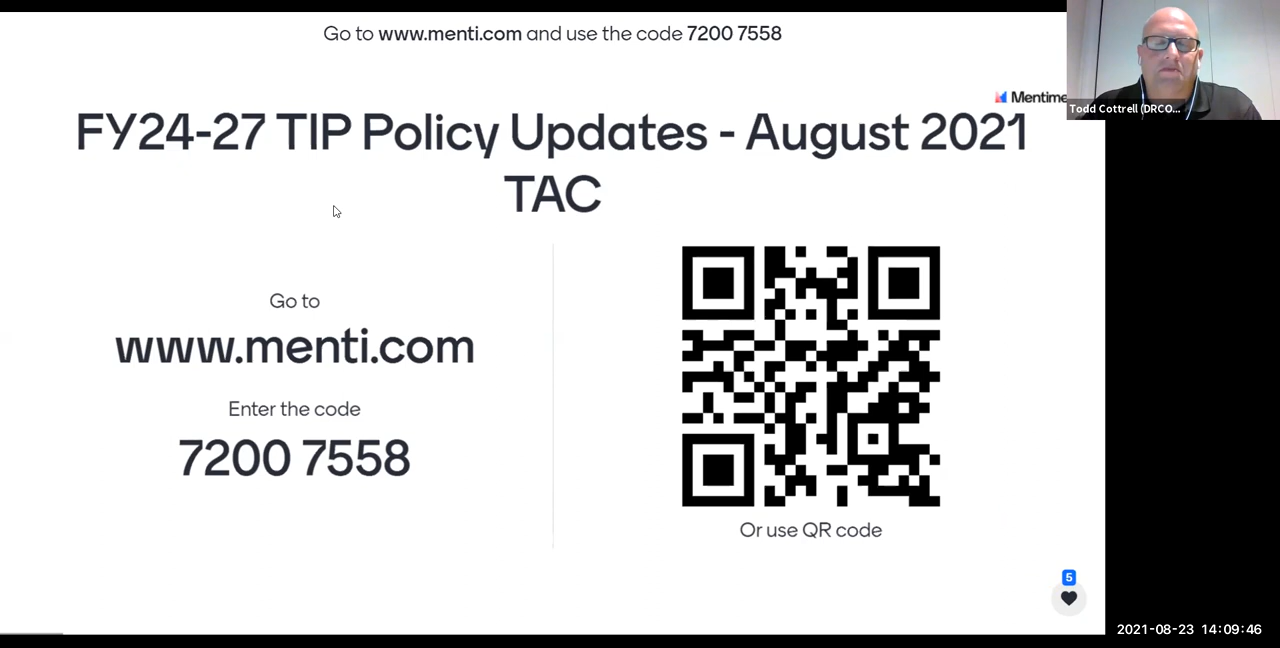 Go to www.menti.com and use the code 7200 7558
Mentime
Todd Cottrell (DRCO...
FY24-27 TIP Policy Updates - August 2021
TAC
Go to
www.menti.com
Enter the code
7200 7558
Or use QR code
5
2021-08-23 14:09:46